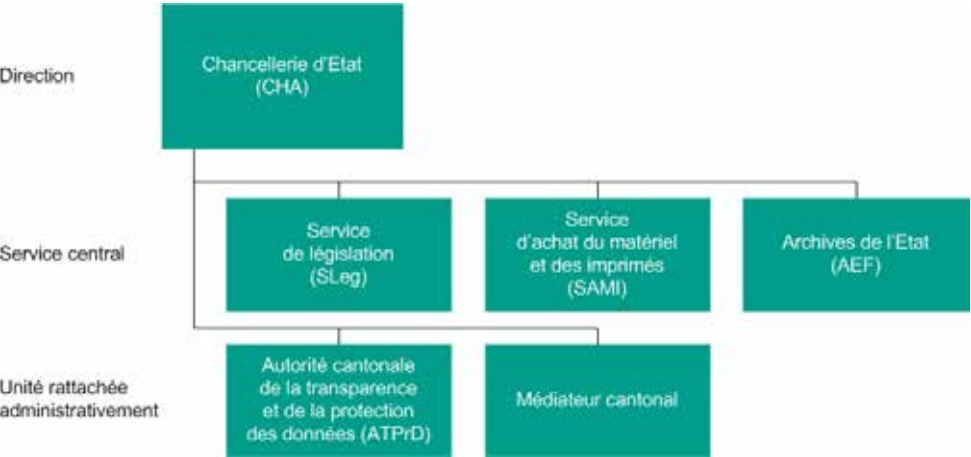 Direction
Chancellerie d'Etat
(CHA)
Service central
Service
de législation
(SLeg)
Service
d'achat du matériel
et des imprimés
(SAMI)
Archives de l'Etat
(AEF)
Unité rattachée
administrativement
Autorité cantonale
de la transparence
et de la protection
des données (ATPrD)
Médiateur cantonal